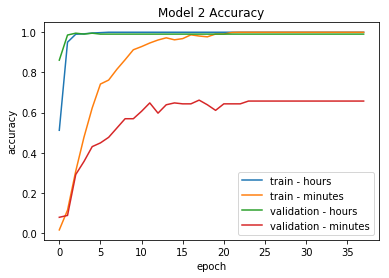 Model 2 Accuracy
accuracy
1.0
0.8
0.6
0.4
0.2
0.0
train - hours
train - minutes
validation - hours
validation - minutes
0 5 10 15 20 25 30 35
epoch